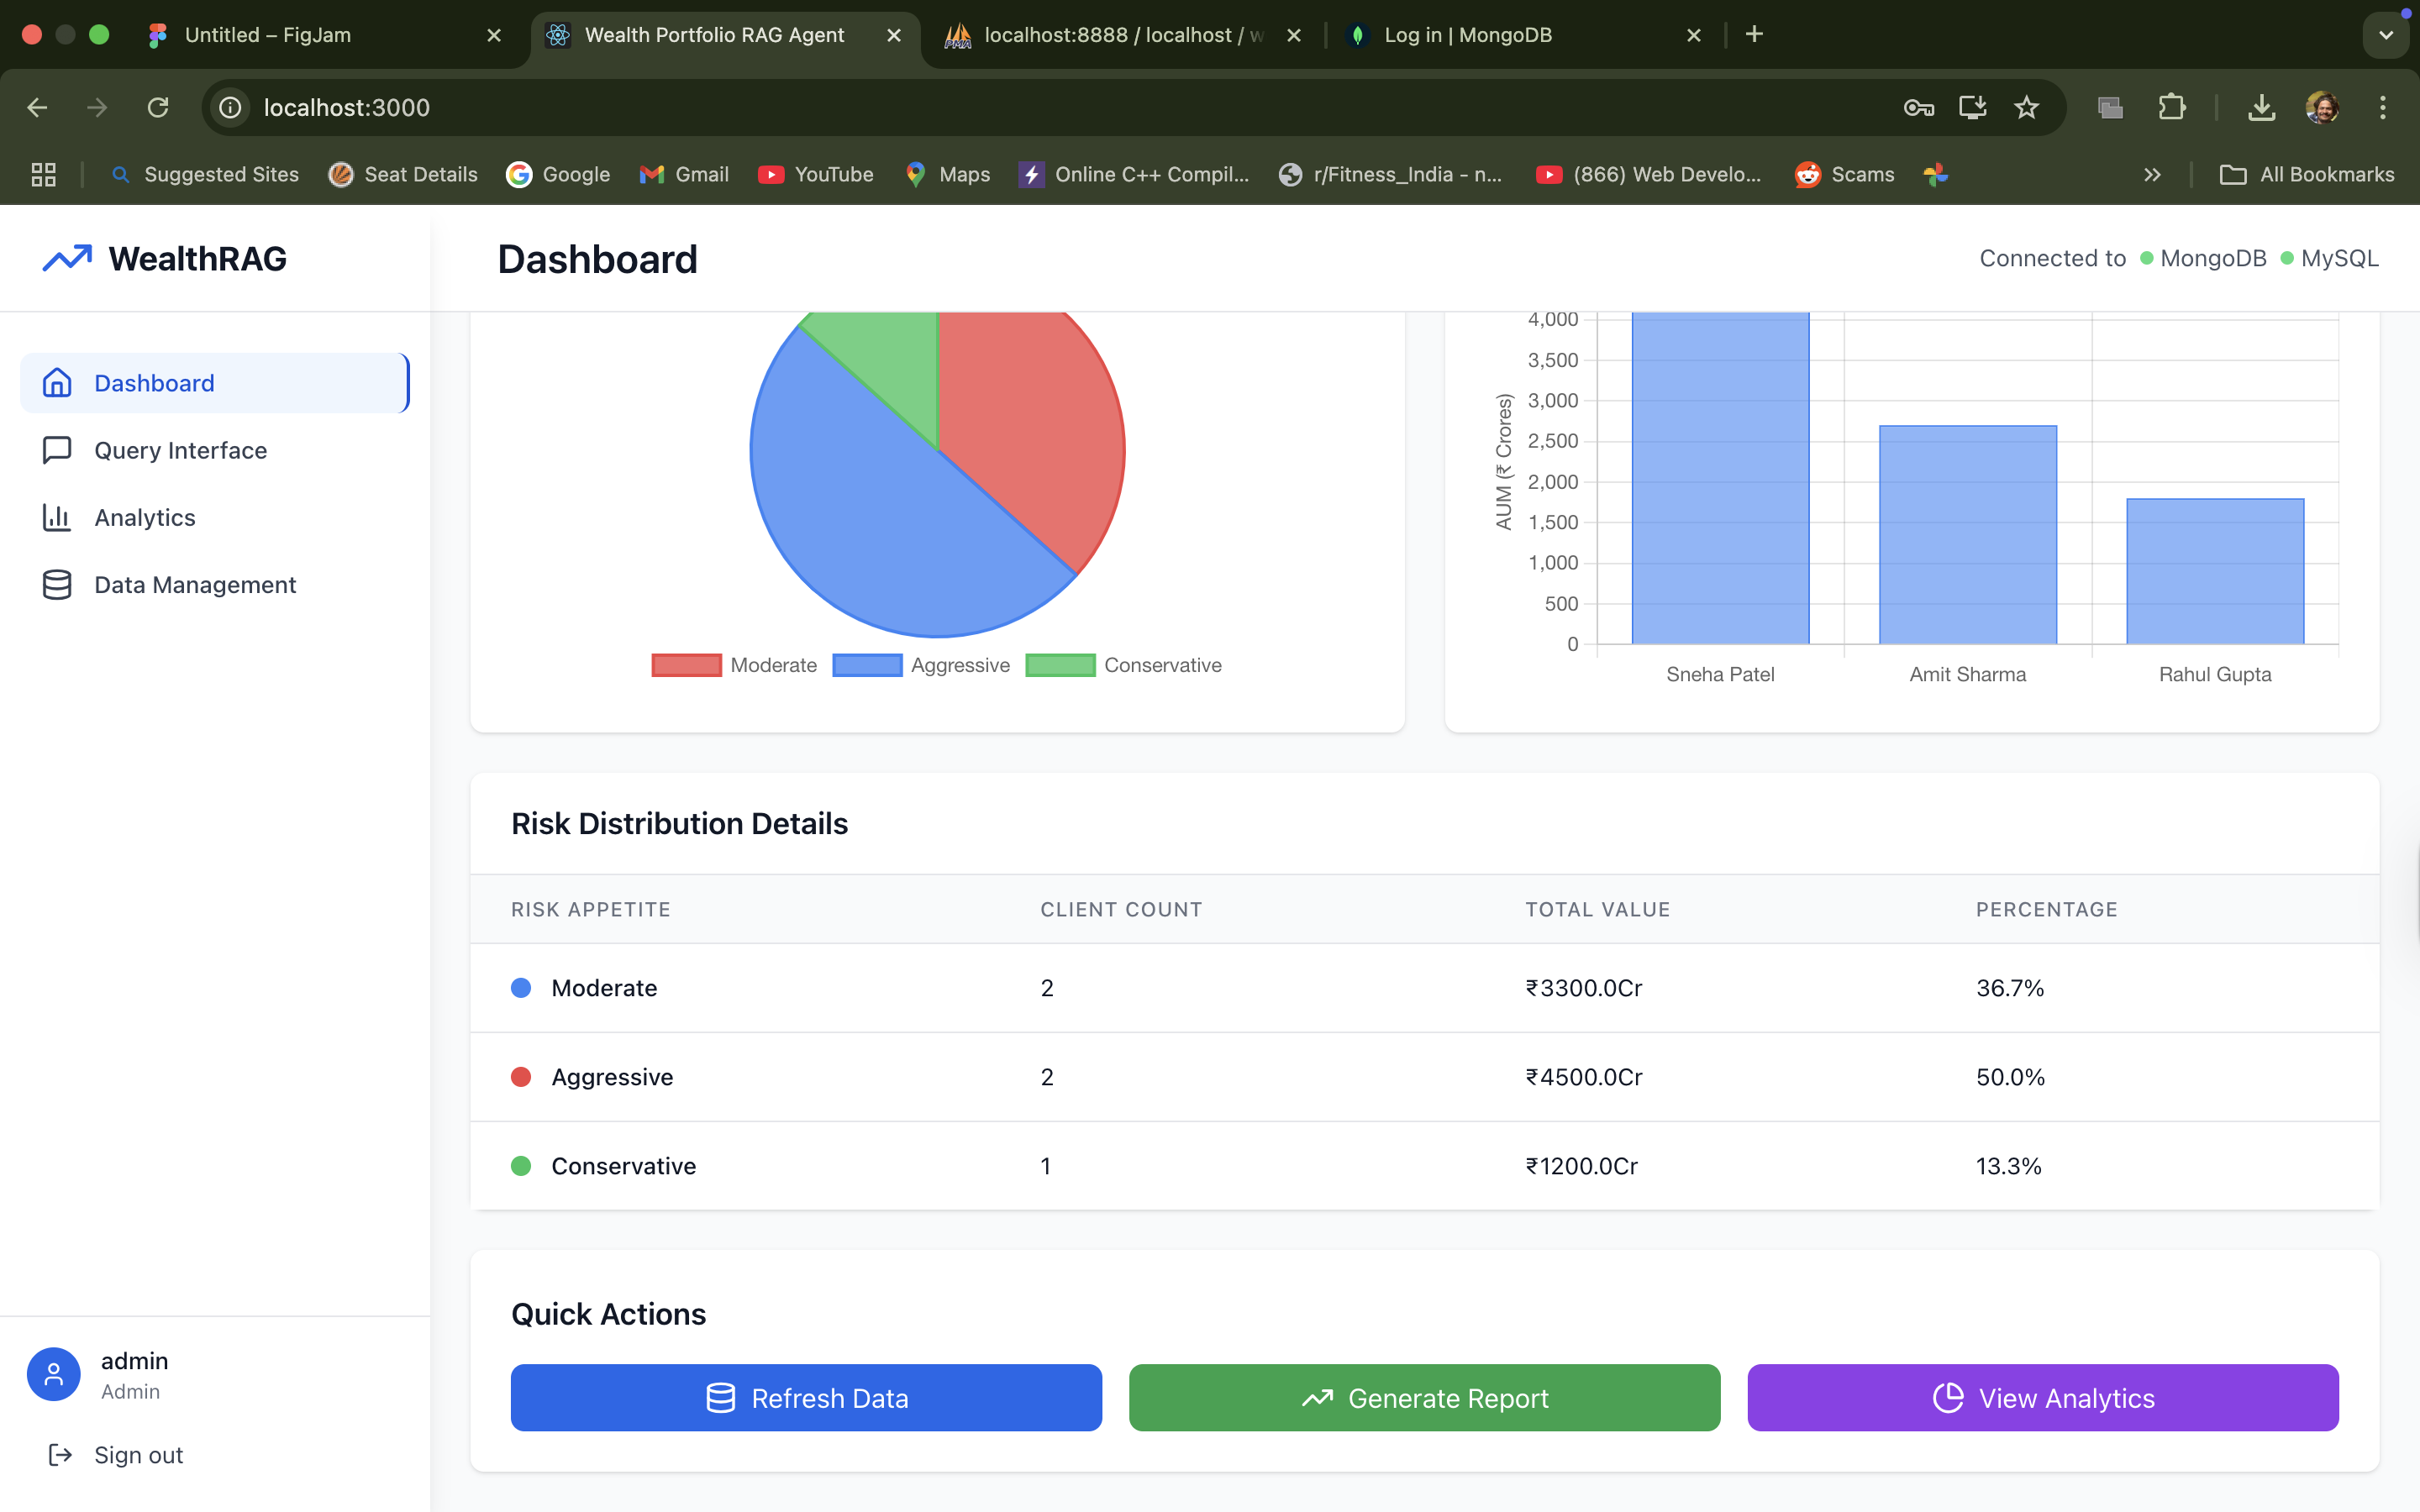 Untitled – FigJam
Wealth Portfolio RAG Agent
localhost:8888 / localhost / w
Log in | MongoDB
localhost:3000
Suggested Sites
Seat Details
Google
Gmail
YouTube
Maps
Online C++ Compil...
r/Fitness_India - n...
(866) Web Develo...
Scams
All Bookmarks
WealthRAG
Dashboard
Connected to MongoDB MySQL
Dashboard
Query Interface
Analytics
Data Management
Moderate Aggressive Conservative
AUM (₹ Crores)
4,000
3,500
3,000
2,500
2,000
1,500
1,000
500
0
Sneha Patel Amit Sharma Rahul Gupta
Risk Distribution Details
RISK APPETITE CLIENT COUNT TOTAL VALUE PERCENTAGE
Moderate 2 ₹3300.0Cr 36.7%
Aggressive 2 ₹4500.0Cr 50.0%
Conservative 1 ₹1200.0Cr 13.3%
Quick Actions
Refresh Data Generate Report View Analytics
admin
Admin
Sign out